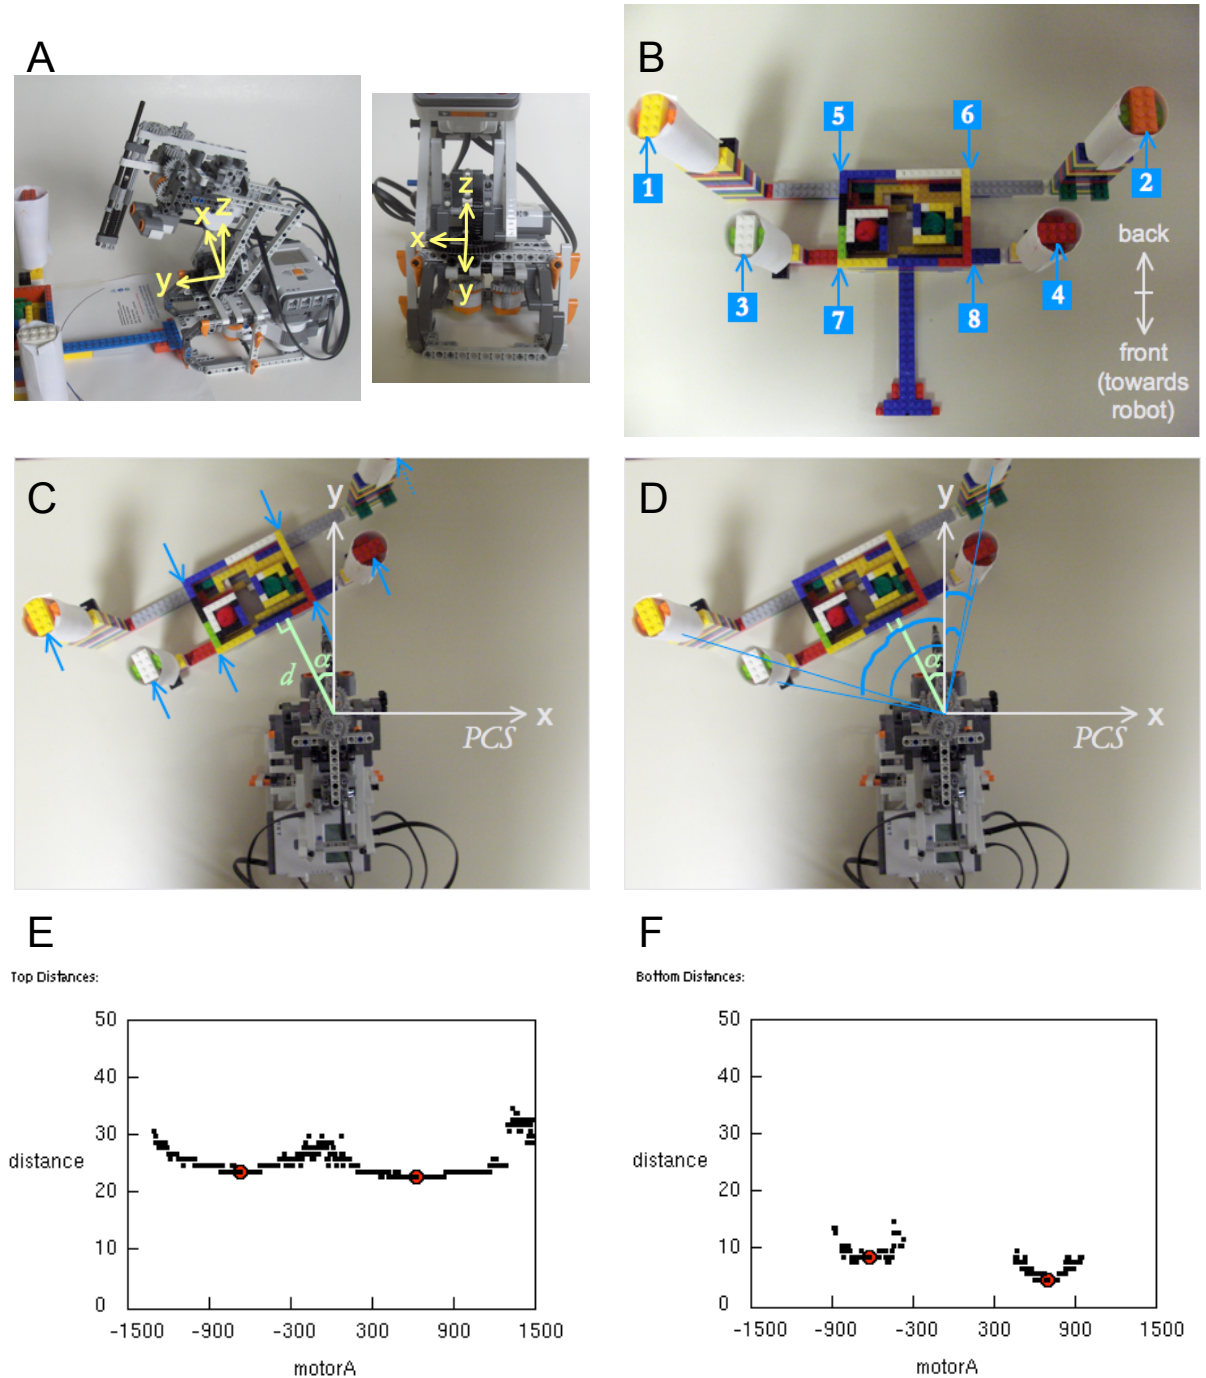 A
z
x
y
z
x
y
B
5
6
1
2
3
4
7
8
back
front
(towards
robot)
C
y
α
d
x
PCS
D
y
α
x
PCS
E
Top Distances:
50
40
30
distance
20
10
0
-1500 -900 -300 300 900 1500
motorA
F
Bottom Distances:
50
40
30
distance
20
10
0
-1500 -900 -300 300 900 1500
motorA